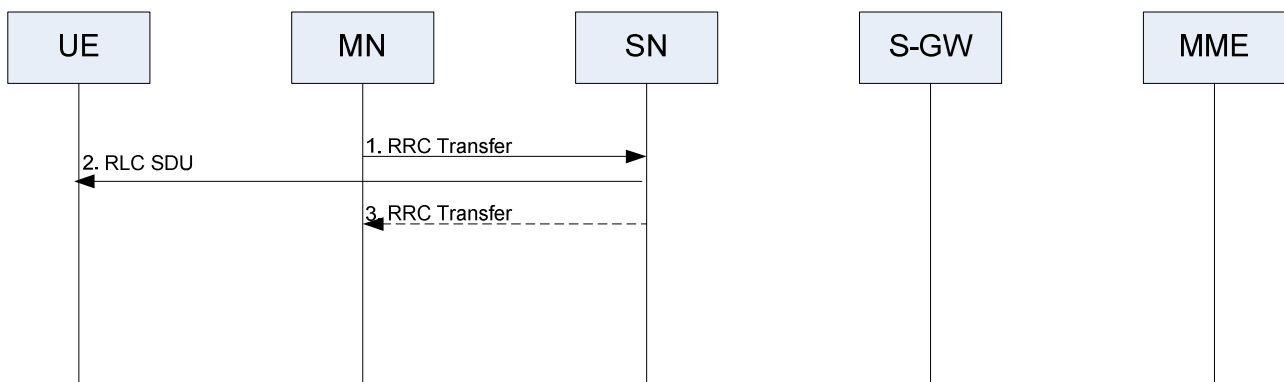 UE
MN
SN
S-GW
MME
1. RRC Transfer
2. RLC SDU
3. RRC Transfer